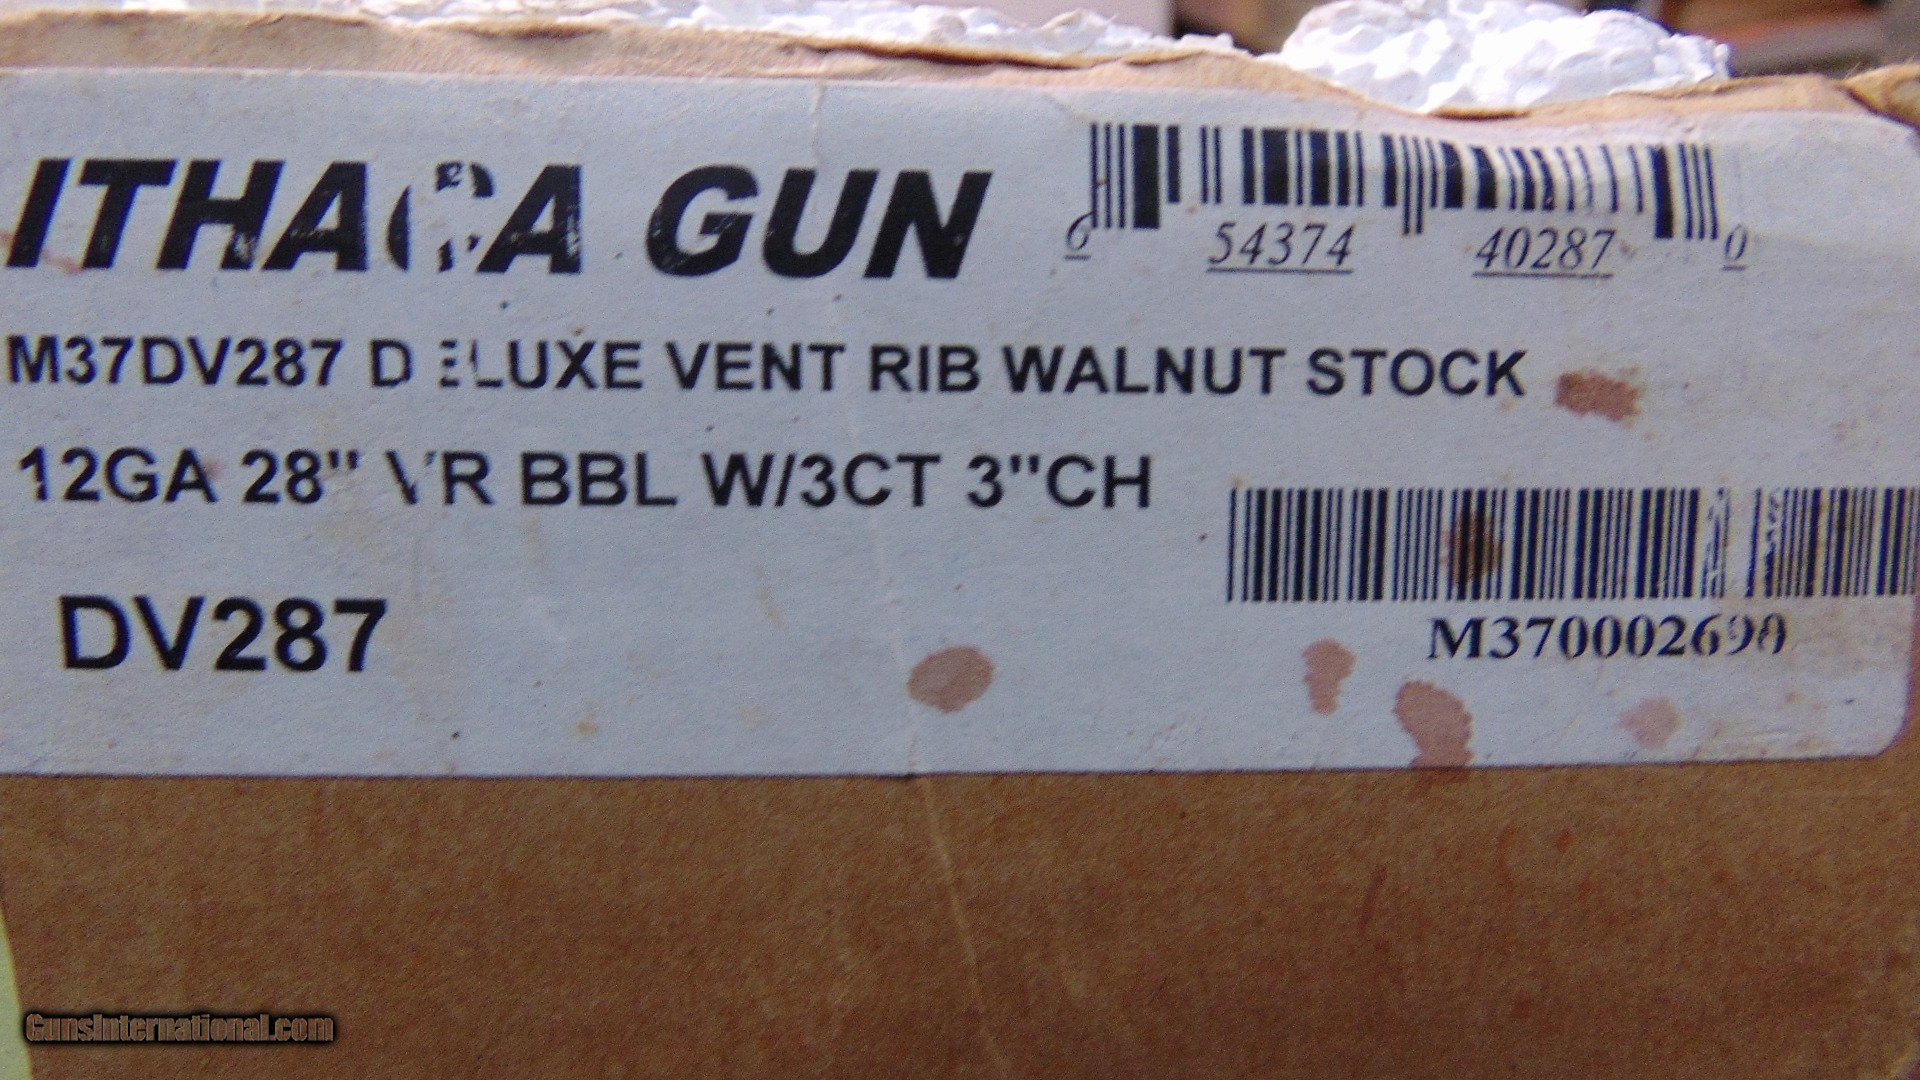 ITHACA GUN
6 54374 40287 0
M37DV287 DELUXE VENT RIB WALNUT STOCK
12GA 28" VR BBL W/3CT 3"CH
DV287
M370002690
GunsInternational.com